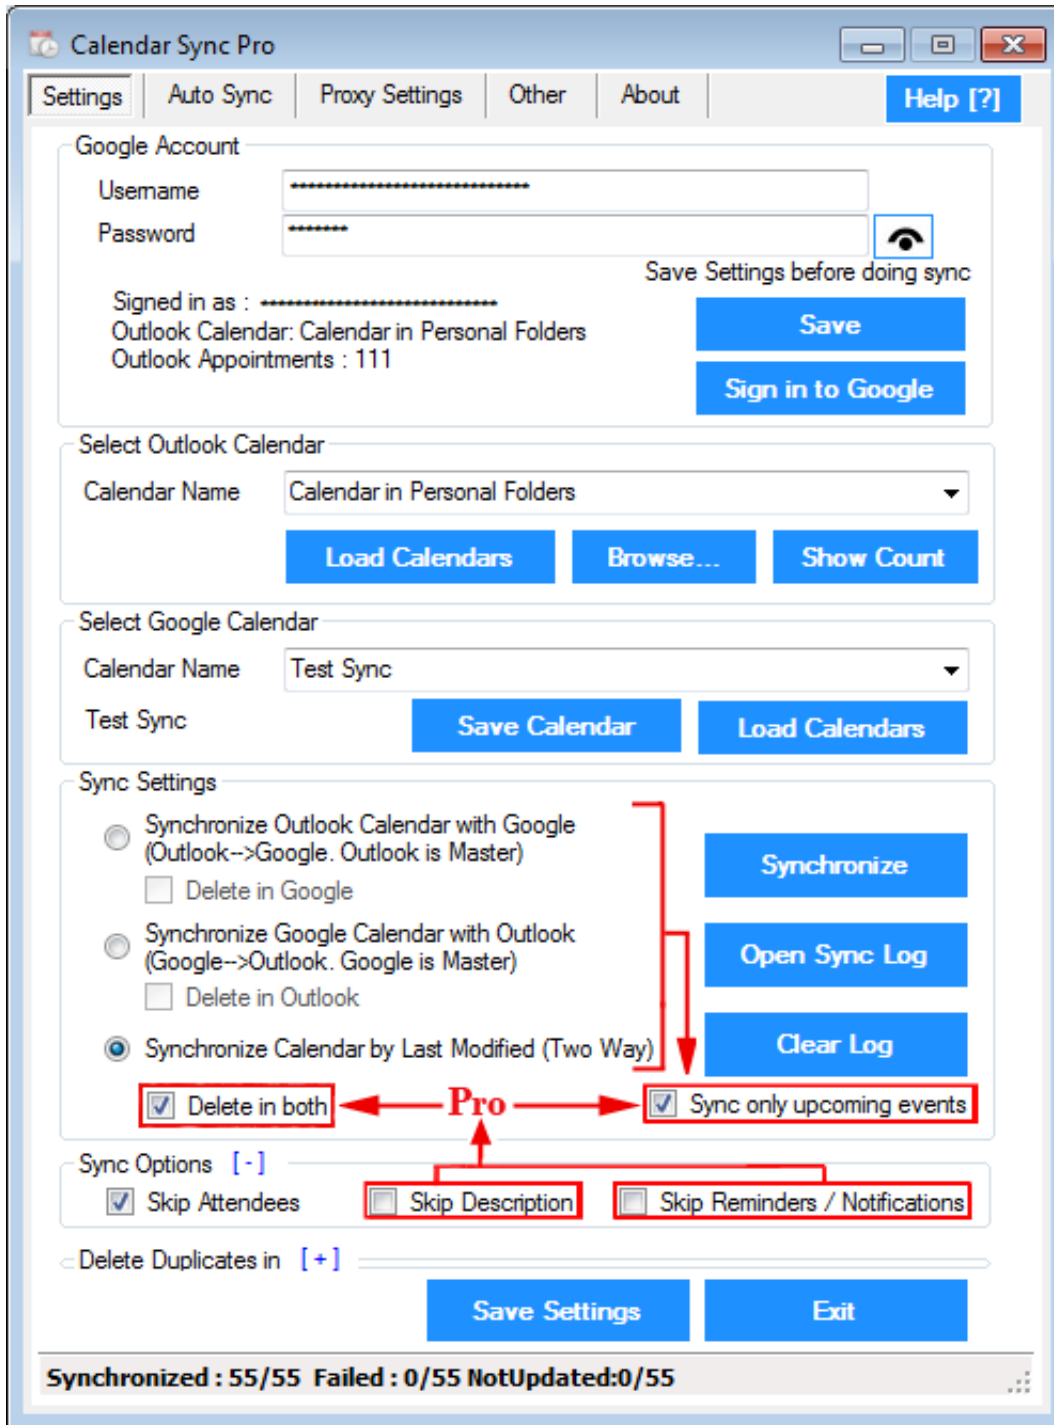 Calendar Sync Pro
Settings Auto Sync Proxy Settings Other About Help [?]
Google Account
Username ****************************
Password *******
Save Settings before doing sync
Signed in as : ****************************
Outlook Calendar: Calendar in Personal Folders
Outlook Appointments : 111
Save
Sign in to Google
Select Outlook Calendar
Calendar Name Calendar in Personal Folders
Load Calendars Browse... Show Count
Select Google Calendar
Calendar Name Test Sync
Test Sync Save Calendar Load Calendars
Sync Settings
Synchronize Outlook Calendar with Google
(Outlook-->Google. Outlook is Master)
Delete in Google
Synchronize
Synchronize Google Calendar with Outlook
(Google-->Outlook. Google is Master)
Delete in Outlook
Open Sync Log
Synchronize Calendar by Last Modified (Two Way)
Clear Log
Delete in both Pro Sync only upcoming events
Sync Options [-]
Skip Attendees Skip Description Skip Reminders / Notifications
Delete Duplicates in [+]
Save Settings Exit
Synchronized : 55/55 Failed : 0/55 NotUpdated:0/55